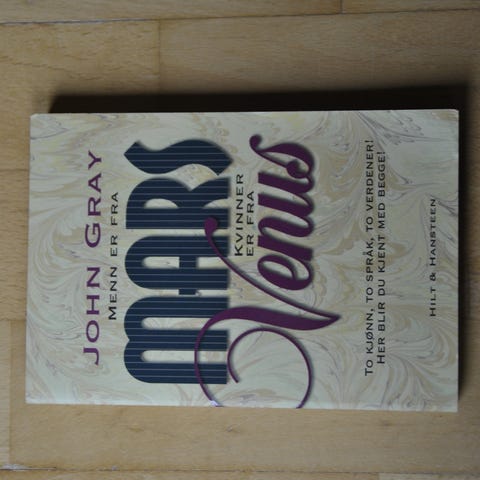 JOHN GRAY
MENN ER FRA
MARS
KVINNER
ER FRA
Venus
TO KJØNN, TO SPRÅK, TO VERDENER!
HER BLIR DU KJENT MED BEGGE!
HILT & HANSTEEN